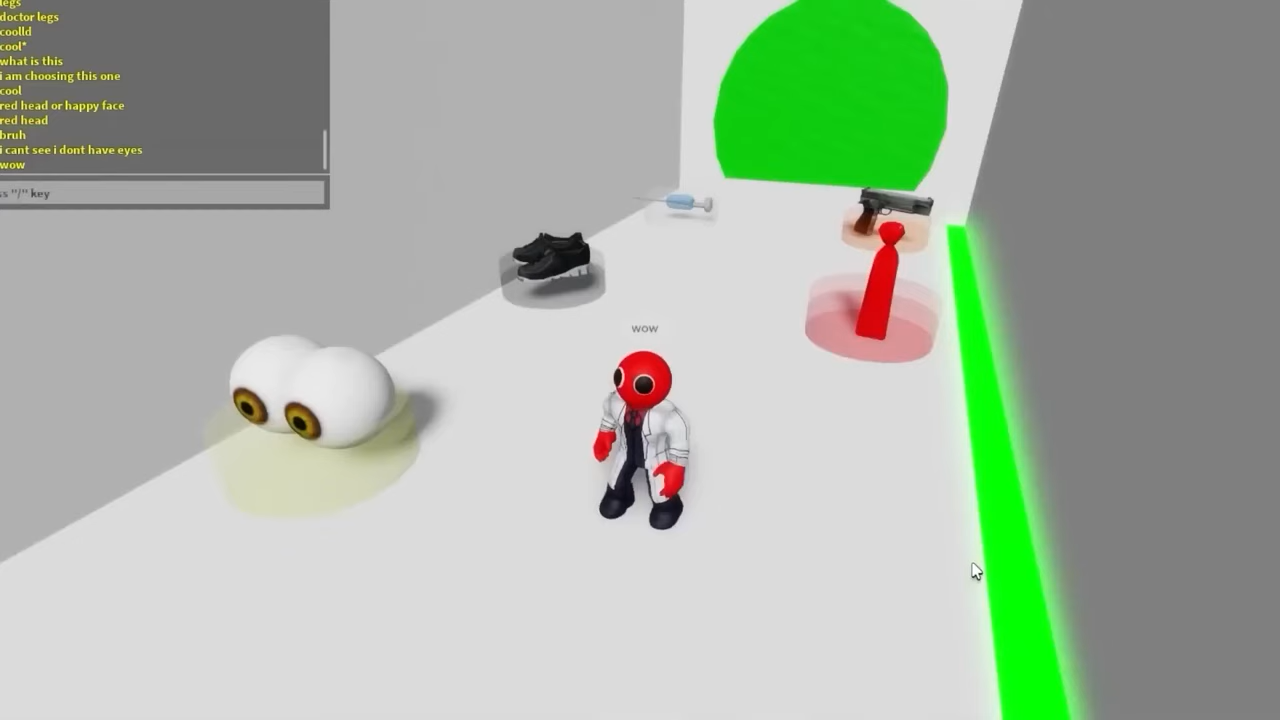 legs
doctor legs
coolld
cool*
what is this
i am choosing this one
cool
red head or happy face
red head
bruh
i cant see i dont have eyes
wow
"/" key
wow